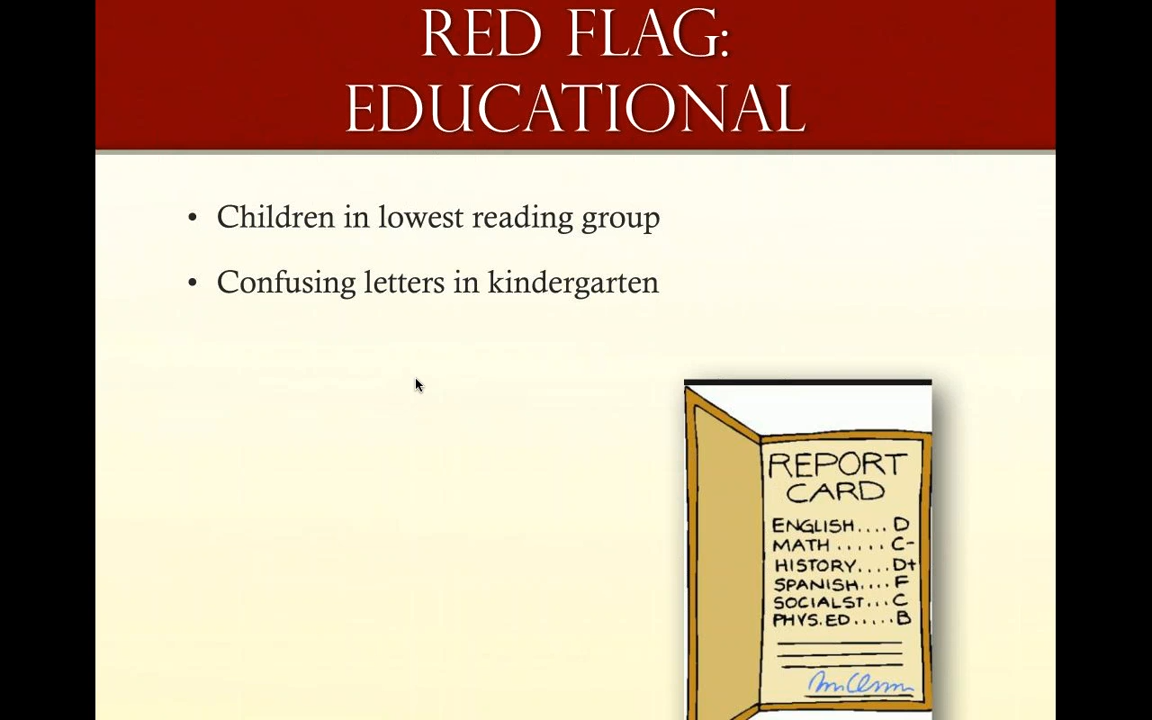 RED FLAG:
EDUCATIONAL
• Children in lowest reading group
• Confusing letters in kindergarten
REPORT
CARD
ENGLISH.... D
MATH ..... C-
HISTORY.... D+
SPANISH.... F
SOCIALST... C
PHYS.ED..... B